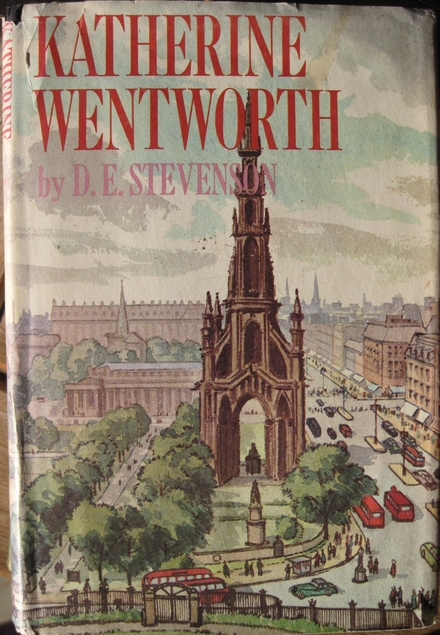 KATHERINE
WENTWORTH
by D. E. STEVENSON